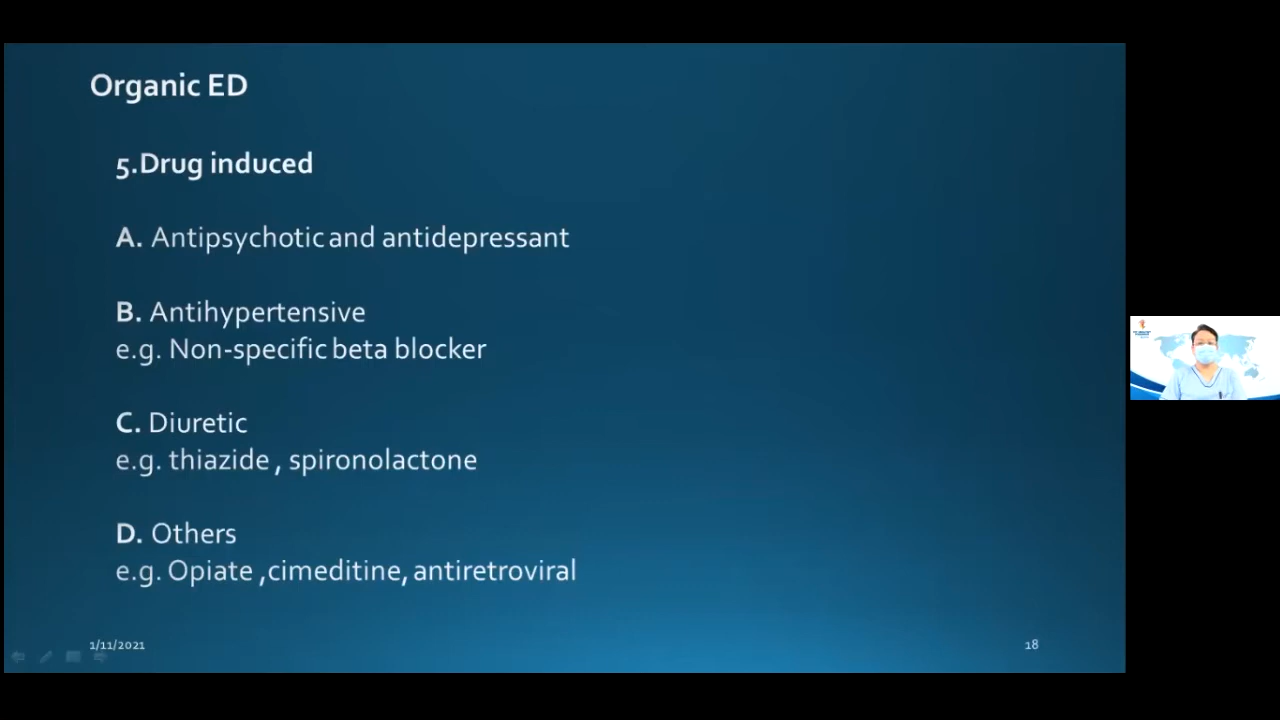 Organic ED
5.Drug induced
A. Antipsychotic and antidepressant
B. Antihypertensive
e.g. Non-specific beta blocker
C. Diuretic
e.g. thiazide , spironolactone
D. Others
e.g. Opiate ,cimeditine, antiretroviral
1/11/2021
18